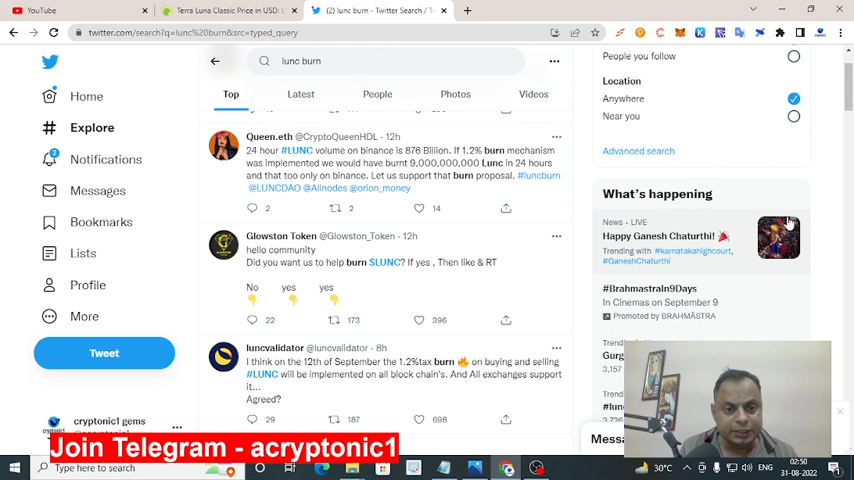 YouTube
Terra Luna Classic Price in USD: L
(2) lunc burn - Twitter Search / Tw
twitter.com/search?q=lunc%20burn&src=typed_query
lunc burn
Top
Latest
People
Photos
Videos
Home
Explore
2
Notifications
Messages
Bookmarks
Lists
Profile
More
Tweet
cryptonic1 gems
Queen.eth @CryptoQueenHDL · 12h
24 hour #LUNC volume on binance is 876 Billion. If 1.2% burn mechanism
was implemented we would have burnt 9,000,000,000 Lunc in 24 hours
and that too only on binance. Let us support that burn proposal. #luncburn
@LUNCDAO @Allnodes @orion_money
2 2 14
Glowston Token @Glowston_Token · 12h
hello community
Did you want us to help burn $LUNC? If yes , Then like & RT
No yes yes
22 173 396
luncvalidator @luncvalidator · 8h
I think on the 12th of September the 1.2%tax burn 🔥 on buying and selling
#LUNC will be implemented on all block chain's. And All exchanges support
it...
Agreed?
29 187 698
People you follow
Location
Anywhere
Near you
Advanced search
What's happening
News · LIVE
Happy Ganesh Chaturthi!
Trending with #karnatakahighcourt,
#GaneshChaturthi
#BrahmastraIn9Days
In Cinemas on September 9
Promoted by BRAHMĀSTRA
Trend
Gurg
3,157
Trend
#lun
Mess
Join Telegram - acryptonic1
Type here to search
30°C
ENG
02:50
31-08-2022